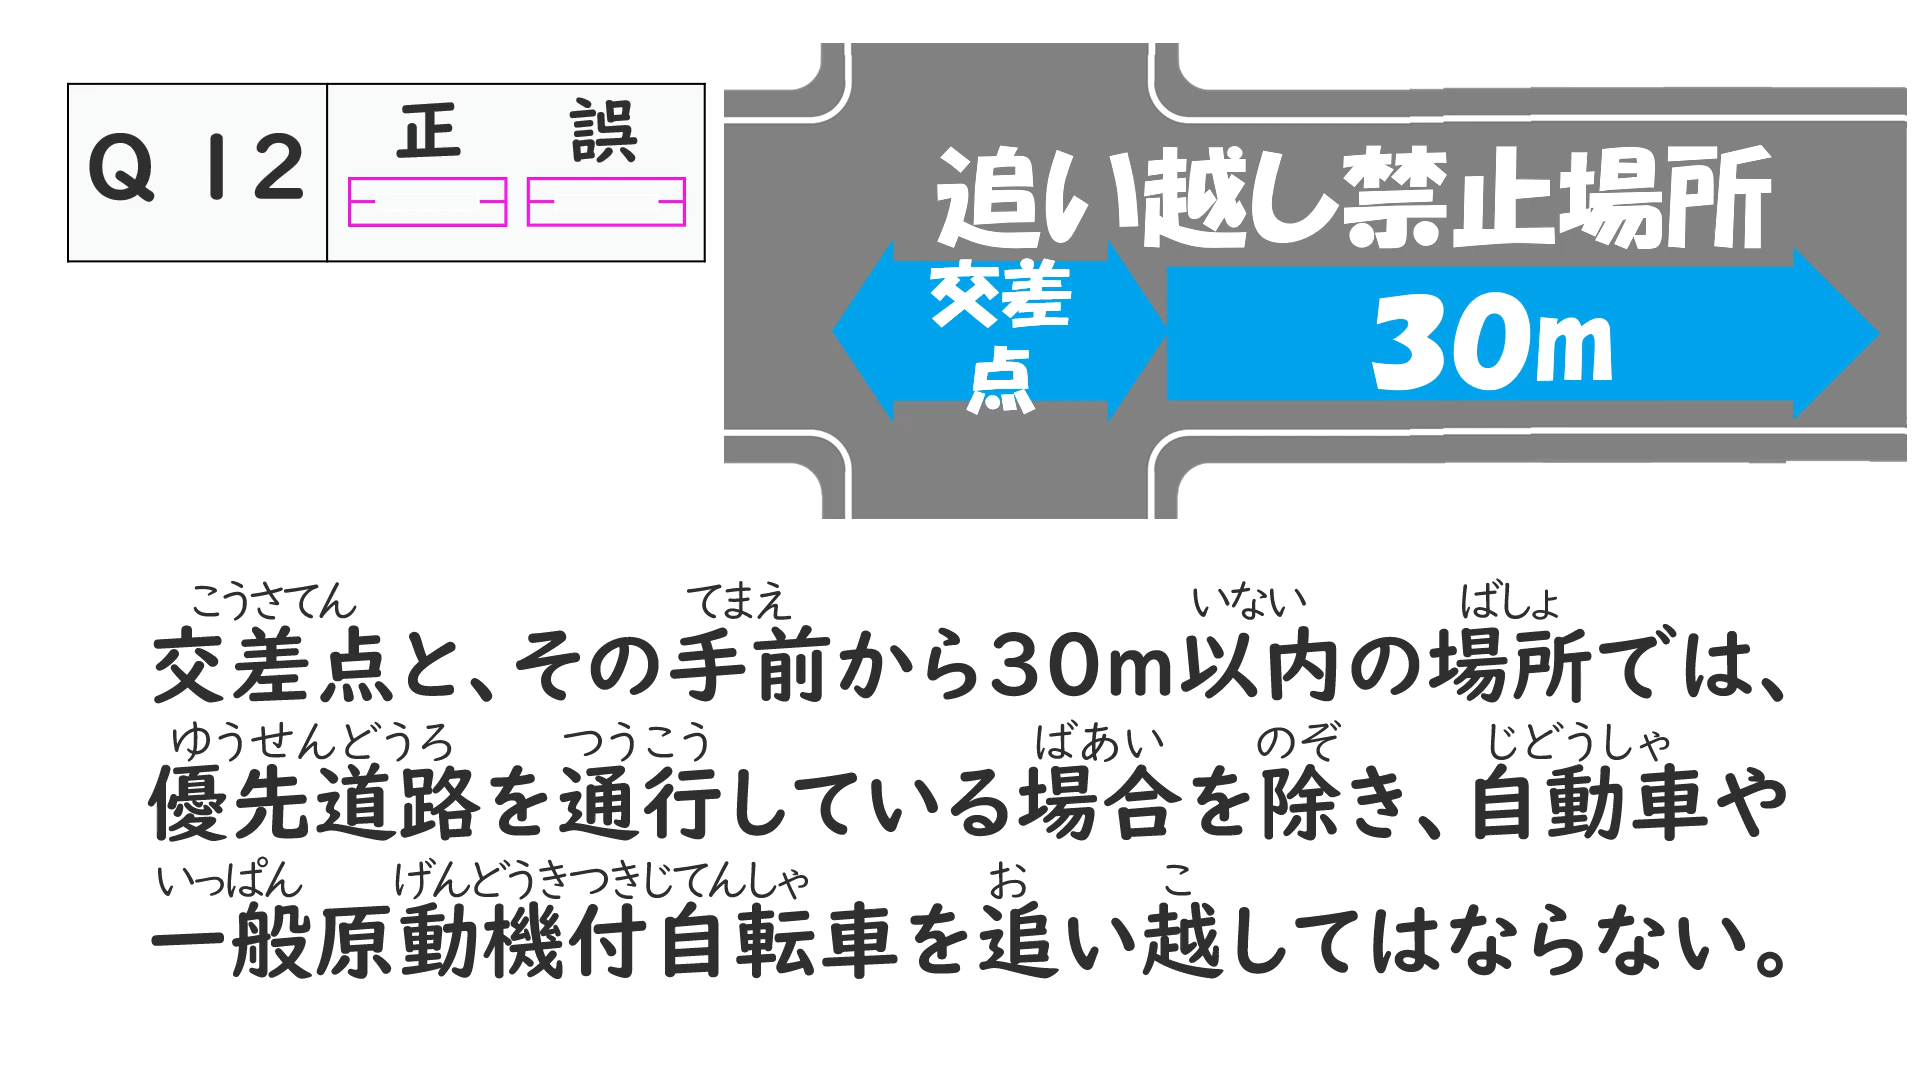 Q 12
正 誤
追い越し禁止場所
交差
点
30m
こうさてん てまえ いない ばしょ
交差点と、その手前から30m以内の場所では、
ゆうせんどうろ つうこう ばあい のぞ じどうしゃ
優先道路を通行している場合を除き、自動車や
いっぱん げんどうきつきじてんしゃ お こ
一般原動機付自転車を追い越してはならない。